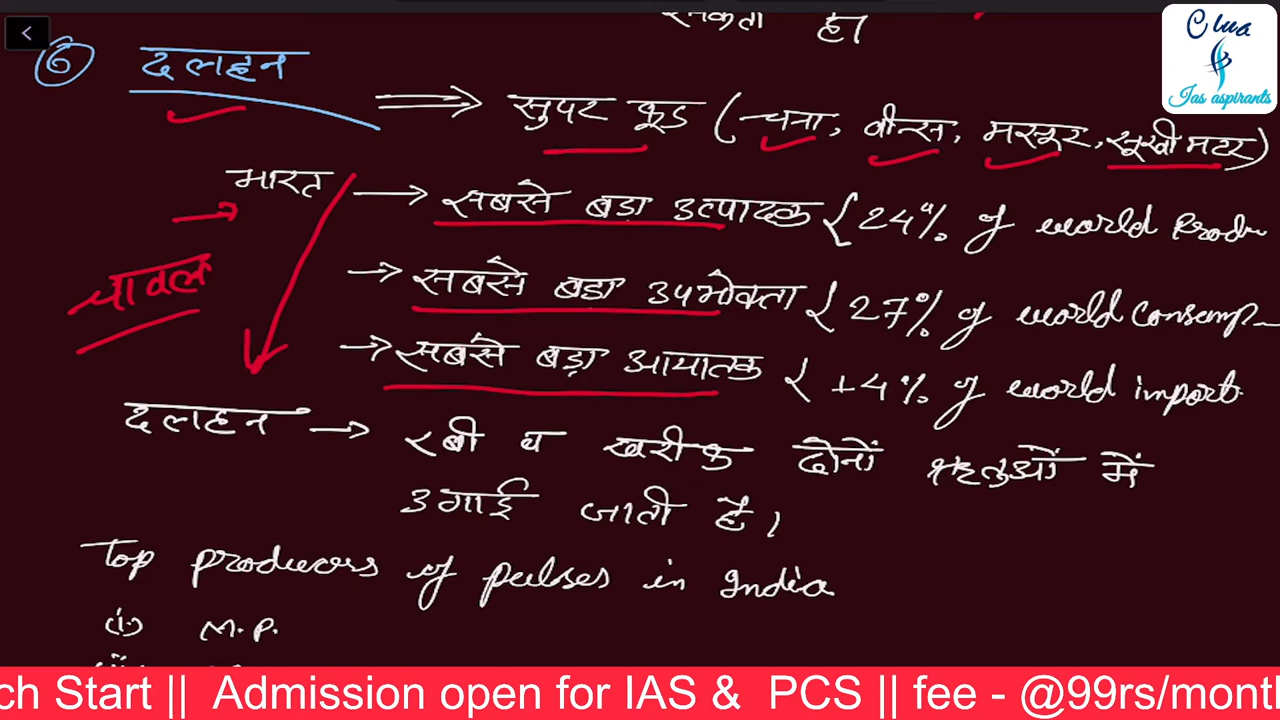 है।
Clua
Ias aspirants
⑥ दलहन
⇒ सुपर फूड (चना, बीन्स, मसूर, सूखी मटर)
भारत → सबसे बड़ा उत्पादक { 24% of world Produ
→ सबसे बडा उपभोक्ता { 27% of world consemp-
चावल
→ सबसे बड़ा आयातक { 14% of world import.
दलहन → रबी व खरीफ दोनों ऋतुओं में
उगाई जाती है।
Top producers of pulses in India
(i) M.P.
ch Start || Admission open for IAS & PCS || fee - @99rs/month